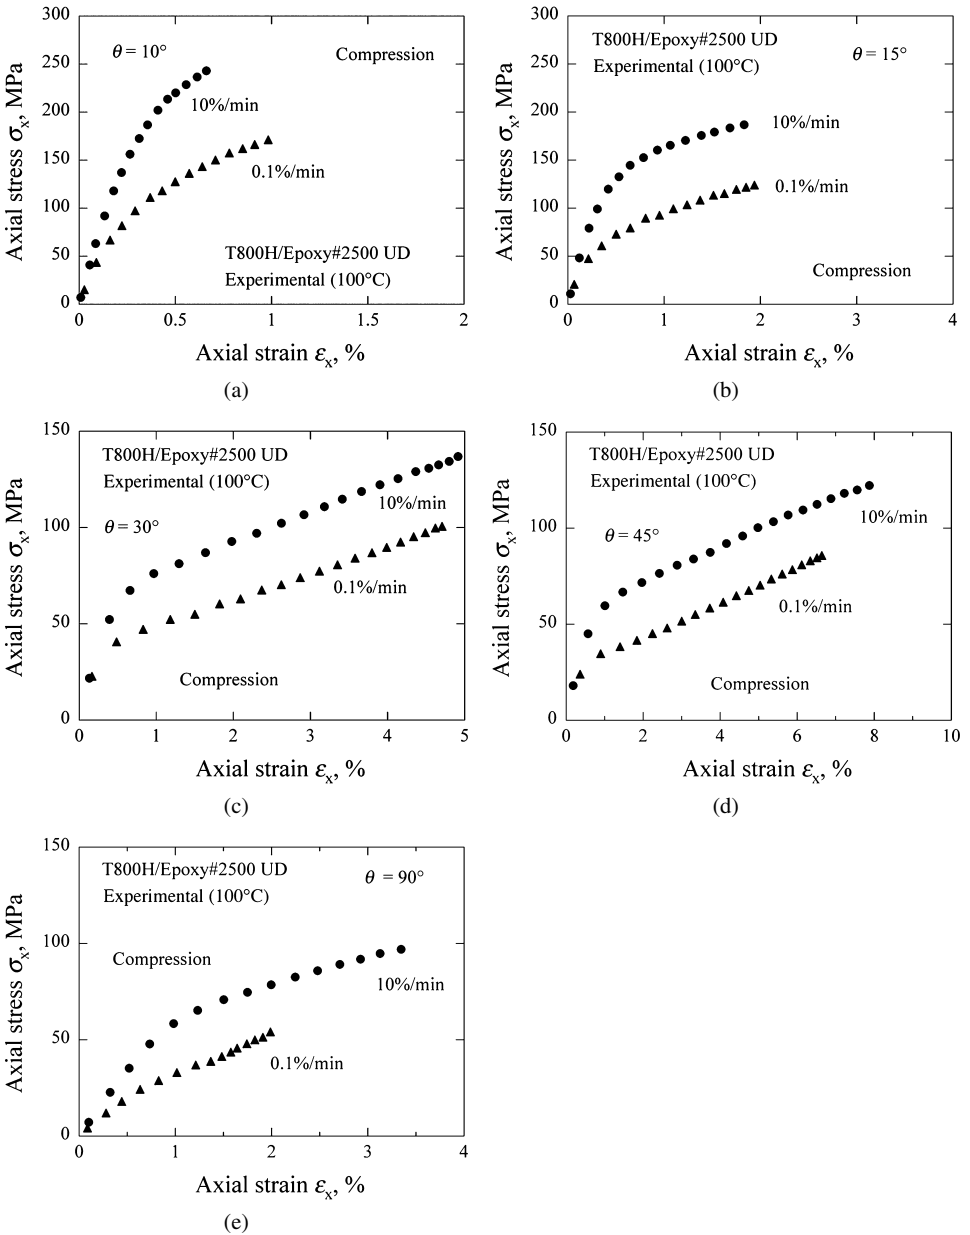 300
250
200
150
100
50
0
Axial stress σx, MPa
θ = 10°
Compression
10%/min
0.1%/min
T800H/Epoxy#2500 UD
Experimental (100°C)
0 0.5 1 1.5 2
Axial strain εx, %
(a)
300
250
200
150
100
50
0
Axial stress σx, MPa
T800H/Epoxy#2500 UD
Experimental (100°C)
θ = 15°
10%/min
0.1%/min
Compression
0 1 2 3 4
Axial strain εx, %
(b)
150
100
50
0
Axial stress σx, MPa
T800H/Epoxy#2500 UD
Experimental (100°C)
θ = 30°
10%/min
0.1%/min
Compression
0 1 2 3 4 5
Axial strain εx, %
(c)
150
100
50
0
Axial stress σx, MPa
T800H/Epoxy#2500 UD
Experimental (100°C)
θ = 45°
10%/min
0.1%/min
Compression
0 2 4 6 8 10
Axial strain εx, %
(d)
150
100
50
0
Axial stress σx, MPa
T800H/Epoxy#2500 UD
Experimental (100°C)
θ = 90°
Compression
10%/min
0.1%/min
0 1 2 3 4
Axial strain εx, %
(e)